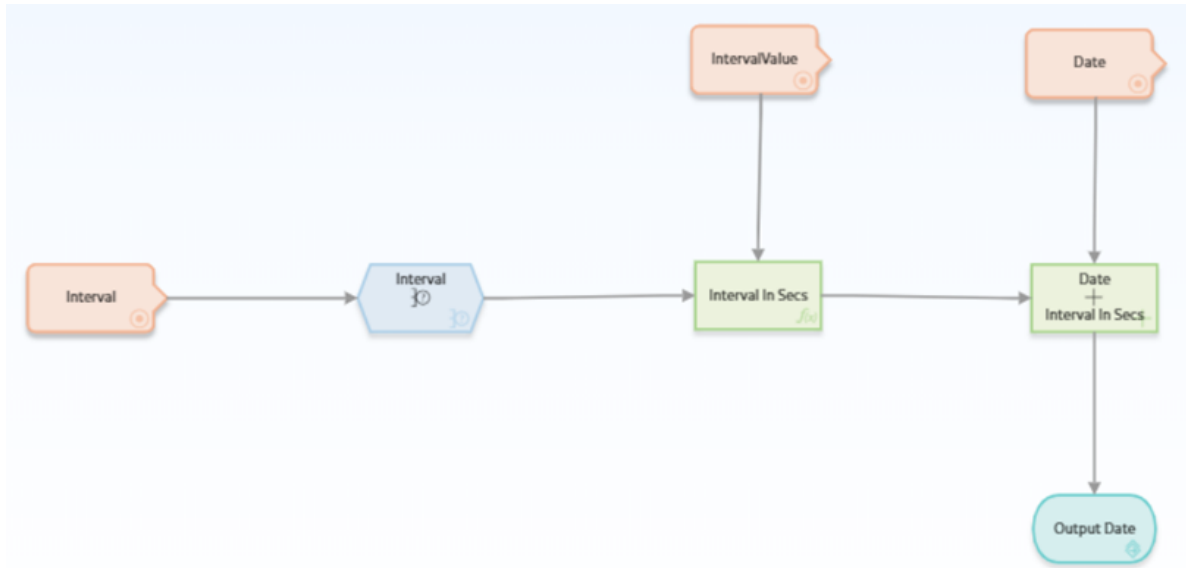 IntervalValue
Date
Interval
Interval
Interval In Secs
f(x)
Date
+
Interval In Secs
Output Date